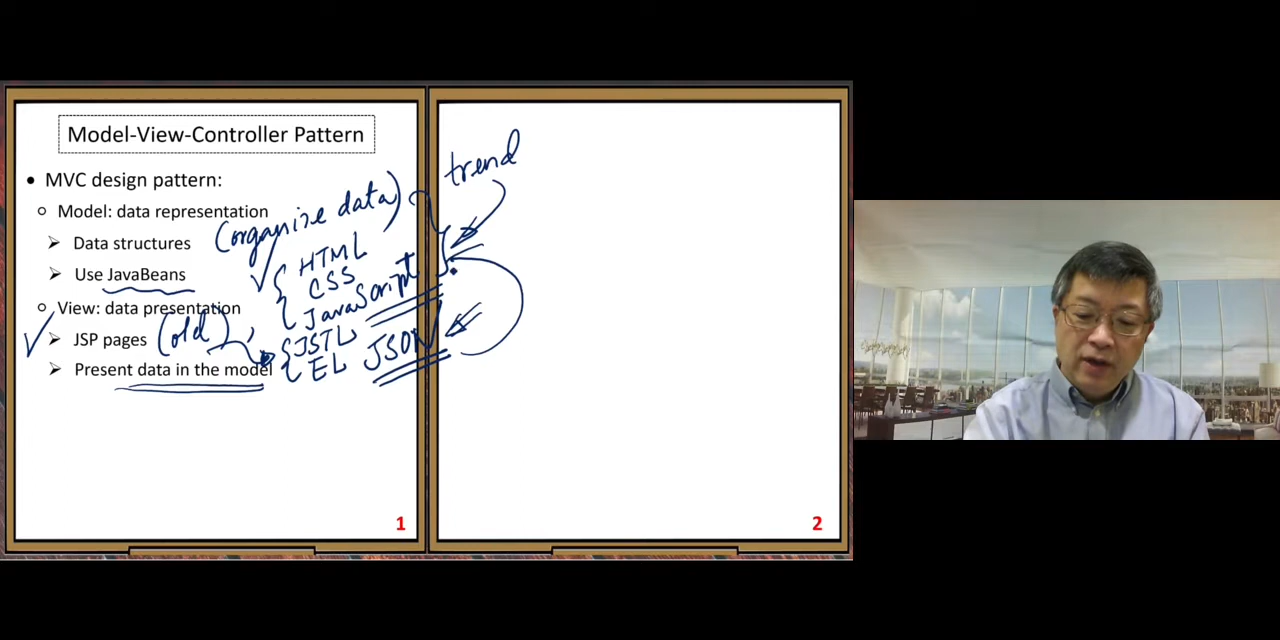 Model-View-Controller Pattern
• MVC design pattern:
o Model: data representation
➢ Data structures
(organize data)
➢ Use JavaBeans
o View: data presentation
➢ JSP pages
(old)
➢ Present data in the model
HTML
CSS
JavaScript
JSTL
EL
JSON
trend
1
2